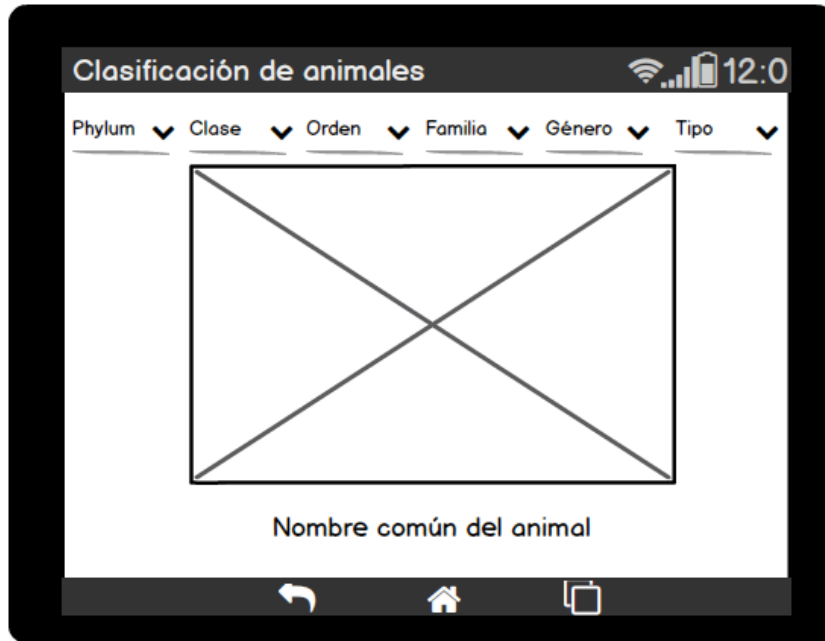 Clasificación de animales 12:0
Phylum Clase Orden Familia Género Tipo
Nombre común del animal